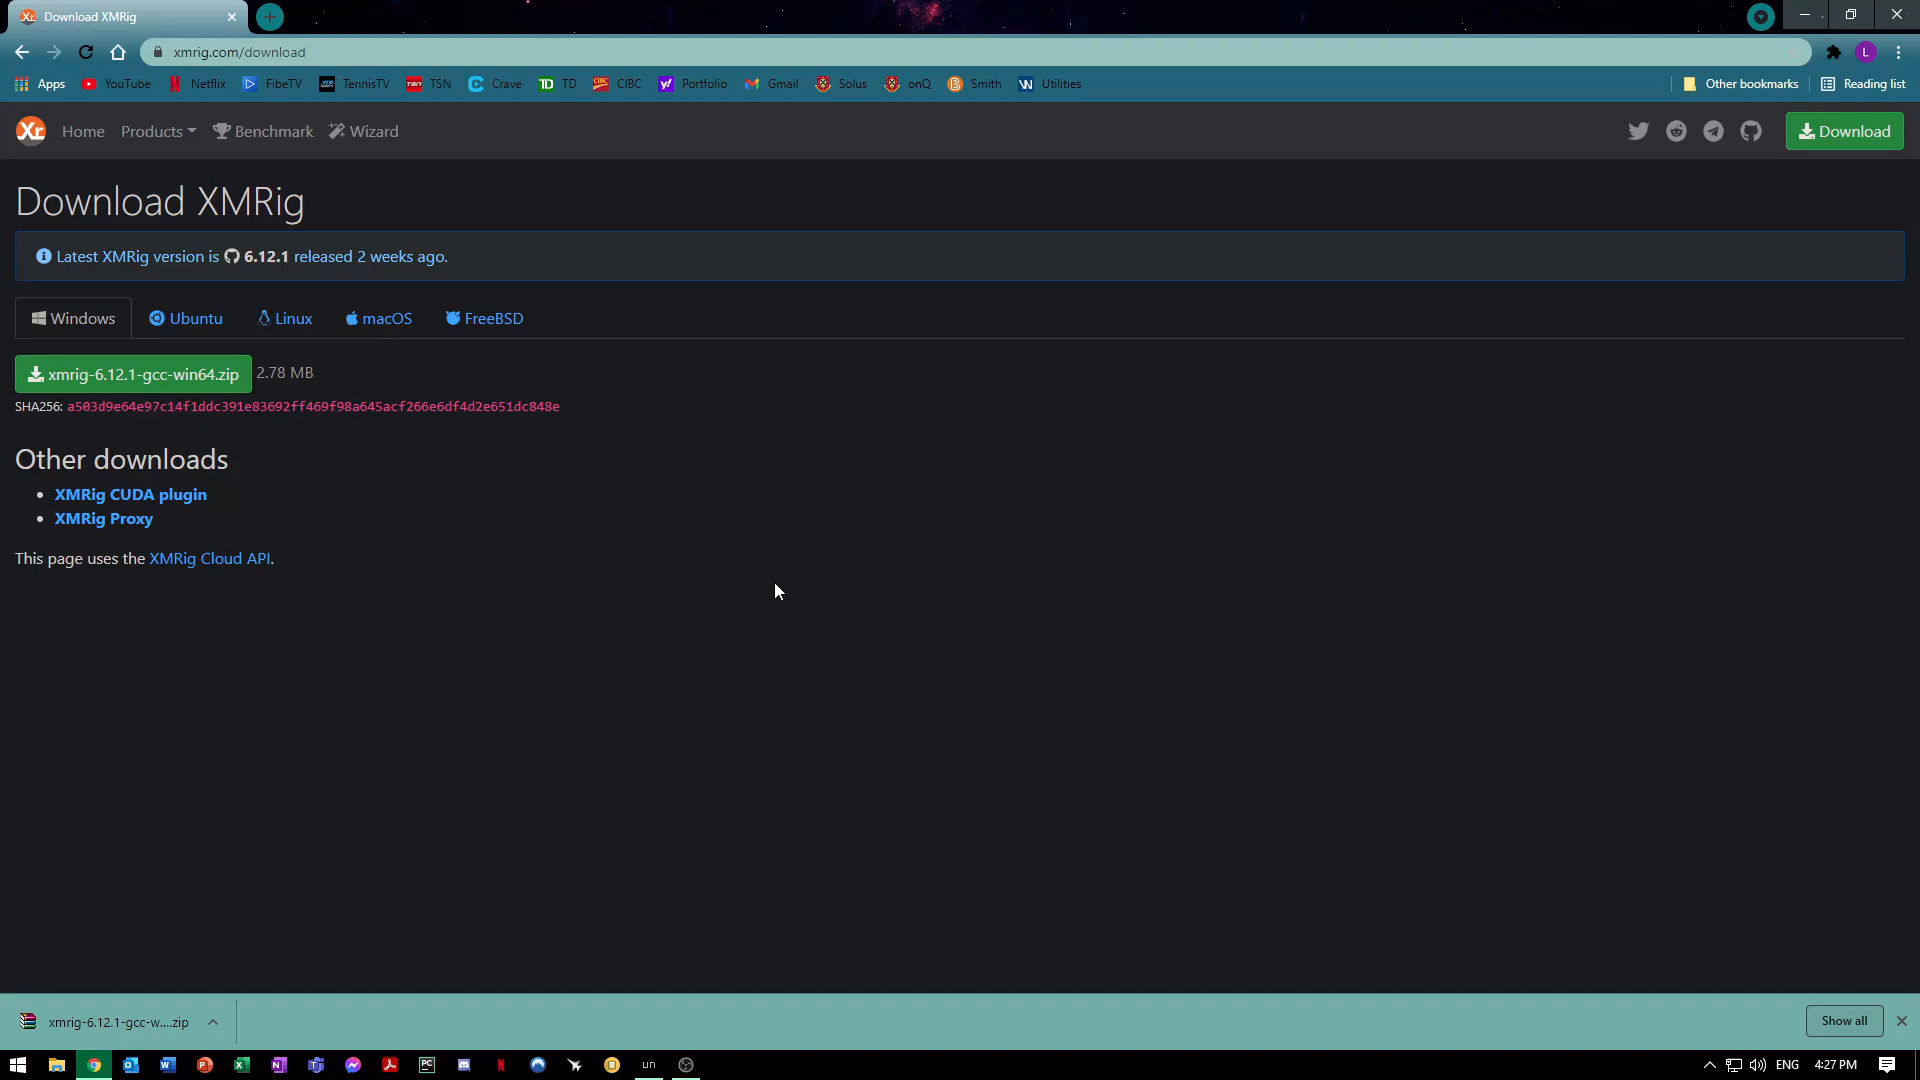 Download XMRig
xmrig.com/download
Apps YouTube Netflix FibeTV TennisTV TSN Crave TD CIBC Portfolio Gmail Solus onQ Smith Utilities Other bookmarks Reading list
Xr Home Products Benchmark Wizard Download
Download XMRig
Latest XMRig version is 6.12.1 released 2 weeks ago.
Windows Ubuntu Linux macOS FreeBSD
xmrig-6.12.1-gcc-win64.zip 2.78 MB
SHA256: a503d9e64e97c14f1ddc391e83692ff469f98a645acf266e6df4d2e651dc848e
Other downloads
XMRig CUDA plugin
XMRig Proxy
This page uses the XMRig Cloud API.
xmrig-6.12.1-gcc-w....zip Show all
un ENG 4:27 PM